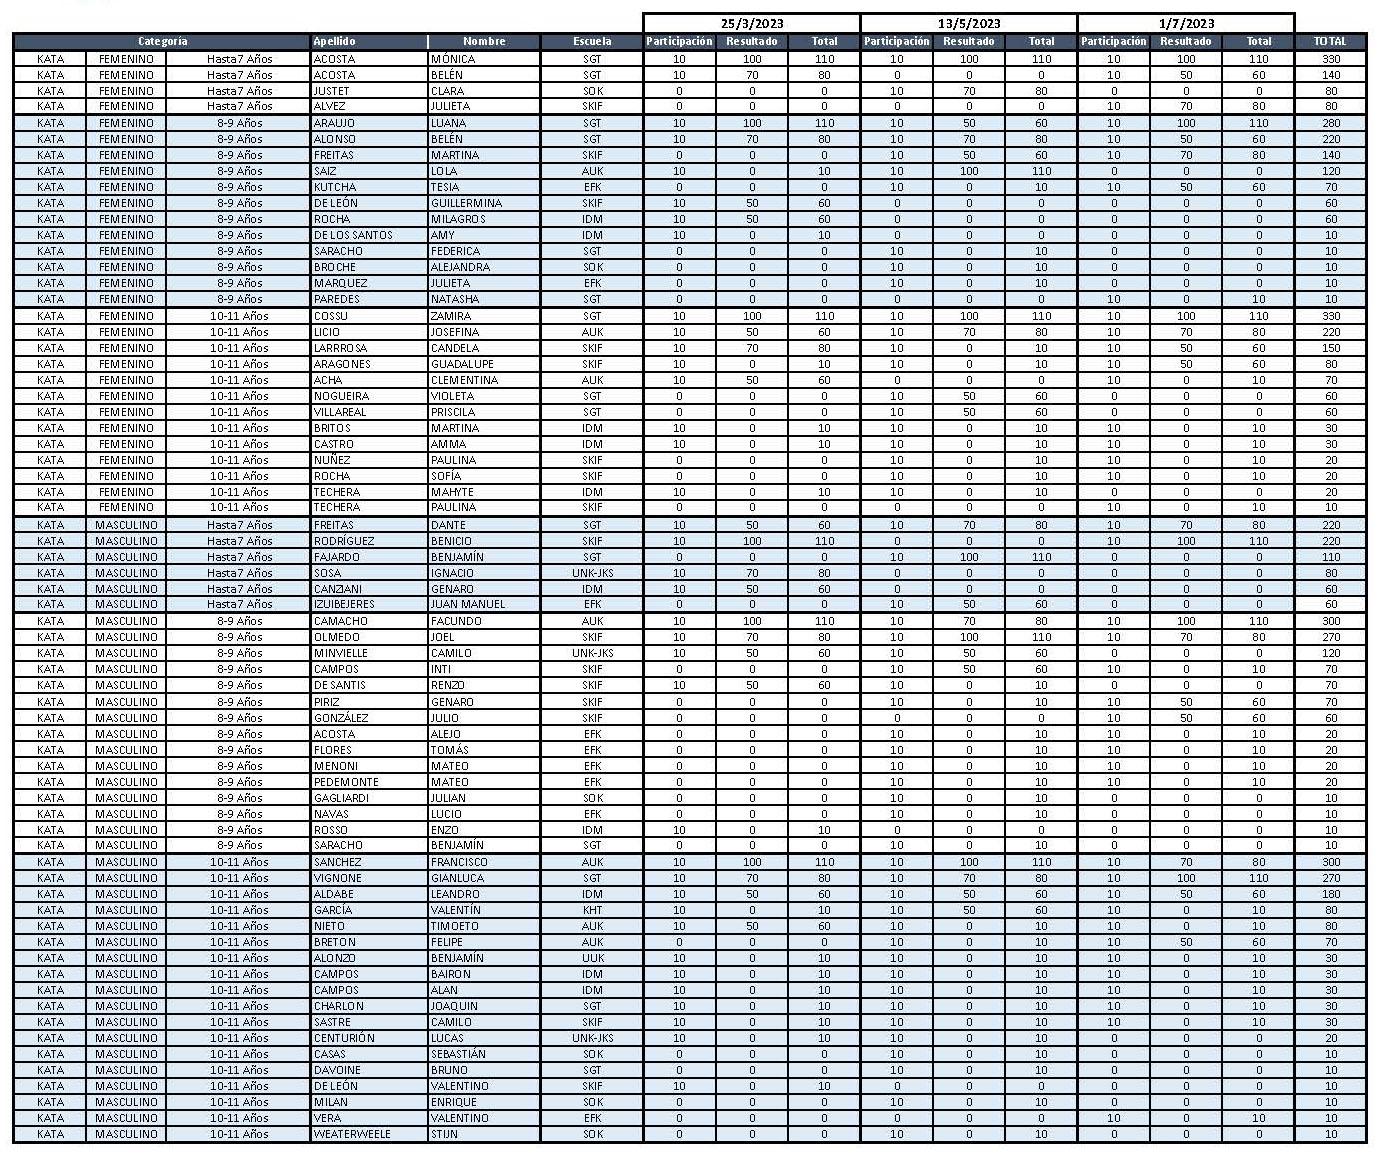 25/3/2023 13/5/2023 1/7/2023
Categoría Apellido Nombre Escuela Participación Resultado Total Participación Resultado Total Participación Resultado Total TOTAL
KATA FEMENINO Hasta 7 Años ACOSTA MÓNICA SGT 10 100 110 10 100 110 10 100 110 330
KATA FEMENINO Hasta 7 Años ACOSTA BELÉN SGT 10 70 80 0 0 0 10 50 60 140
KATA FEMENINO Hasta 7 Años JUSTET CLARA SOK 0 0 0 10 70 80 0 0 0 80
KATA FEMENINO Hasta 7 Años ALVEZ JULIETA SKIF 0 0 0 0 0 0 10 70 80 80
KATA FEMENINO 8-9 Años ARAUJO LUANA SGT 10 100 110 10 50 60 10 100 110 280
KATA FEMENINO 8-9 Años ALONSO BELÉN SGT 10 70 80 10 70 80 10 50 60 220
KATA FEMENINO 8-9 Años FREITAS MARTINA SKIF 0 0 0 10 50 60 10 70 80 140
KATA FEMENINO 8-9 Años SAIZ LOLA AUK 10 0 10 10 100 110 0 0 0 120
KATA FEMENINO 8-9 Años KUTCHA TESIA EFK 0 0 0 10 0 10 10 50 60 70
KATA FEMENINO 8-9 Años DE LEÓN GUILLERMINA SKIF 10 50 60 0 0 0 0 0 0 60
KATA FEMENINO 8-9 Años ROCHA MILAGROS IDM 10 50 60 0 0 0 0 0 0 60
KATA FEMENINO 8-9 Años DE LOS SANTOS AMY IDM 10 0 10 0 0 0 0 0 0 10
KATA FEMENINO 8-9 Años SARACHO FEDERICA SGT 0 0 0 10 0 10 0 0 0 10
KATA FEMENINO 8-9 Años BROCHE ALEJANDRA SOK 0 0 0 10 0 10 0 0 0 10
KATA FEMENINO 8-9 Años MARQUEZ JULIETA EFK 0 0 0 10 0 10 0 0 0 10
KATA FEMENINO 8-9 Años PAREDES NATASHA SGT 0 0 0 0 0 0 10 0 10 10
KATA FEMENINO 10-11 Años COSSU ZAMIRA SGT 10 100 110 10 100 110 10 100 110 330
KATA FEMENINO 10-11 Años LICIO JOSEFINA AUK 10 50 60 10 70 80 10 70 80 220
KATA FEMENINO 10-11 Años LARRROSA CANDELA SKIF 10 70 80 10 0 10 10 50 60 150
KATA FEMENINO 10-11 Años ARAGONES GUADALUPE SKIF 10 0 10 10 0 10 10 50 60 80
KATA FEMENINO 10-11 Años ACHA CLEMENTINA AUK 10 50 60 0 0 0 10 0 10 70
KATA FEMENINO 10-11 Años NOGUEIRA VIOLETA SGT 0 0 0 10 50 60 0 0 0 60
KATA FEMENINO 10-11 Años VILLAREAL PRISCILA SGT 0 0 0 10 50 60 0 0 0 60
KATA FEMENINO 10-11 Años BRITOS MARTINA IDM 10 0 10 10 0 10 10 0 10 30
KATA FEMENINO 10-11 Años CASTRO AMMA IDM 10 0 10 10 0 10 10 0 10 30
KATA FEMENINO 10-11 Años NUÑEZ PAULINA SKIF 0 0 0 10 0 10 10 0 10 20
KATA FEMENINO 10-11 Años ROCHA SOFÍA SKIF 0 0 0 10 0 10 10 0 10 20
KATA FEMENINO 10-11 Años TECHERA MAHYTE IDM 10 0 10 10 0 10 0 0 0 20
KATA FEMENINO 10-11 Años TECHERA PAULINA SKIF 0 0 0 0 0 0 10 0 10 10
KATA MASCULINO Hasta 7 Años FREITAS DANTE SGT 10 50 60 10 70 80 10 70 80 220
KATA MASCULINO Hasta 7 Años RODRÍGUEZ BENICIO SKIF 10 100 110 0 0 0 10 100 110 220
KATA MASCULINO Hasta 7 Años FAJARDO BENJAMÍN SGT 0 0 0 10 100 110 0 0 0 110
KATA MASCULINO Hasta 7 Años SOSA IGNACIO UNK-JKS 10 70 80 0 0 0 0 0 0 80
KATA MASCULINO Hasta 7 Años CANZIANI GENARO IDM 10 50 60 0 0 0 0 0 0 60
KATA MASCULINO Hasta 7 Años IZUIBEJERES JUAN MANUEL EFK 0 0 0 10 50 60 0 0 0 60
KATA MASCULINO 8-9 Años CAMACHO FACUNDO AUK 10 100 110 10 70 80 10 100 110 300
KATA MASCULINO 8-9 Años OLMEDO JOEL SKIF 10 70 80 10 100 110 10 70 80 270
KATA MASCULINO 8-9 Años MINVIELLE CAMILO UNK-JKS 10 50 60 10 50 60 0 0 0 120
KATA MASCULINO 8-9 Años CAMPOS INTI SKIF 0 0 0 10 50 60 10 0 10 70
KATA MASCULINO 8-9 Años DE SANTIS RENZO SKIF 10 50 60 10 0 10 0 0 0 70
KATA MASCULINO 8-9 Años PIRIZ GENARO SKIF 0 0 0 10 0 10 10 50 60 70
KATA MASCULINO 8-9 Años GONZÁLEZ JULIO SKIF 0 0 0 0 0 0 10 50 60 60
KATA MASCULINO 8-9 Años ACOSTA ALEJO EFK 0 0 0 10 0 10 10 0 10 20
KATA MASCULINO 8-9 Años FLORES TOMÁS EFK 0 0 0 10 0 10 10 0 10 20
KATA MASCULINO 8-9 Años MENONI MATEO EFK 0 0 0 10 0 10 10 0 10 20
KATA MASCULINO 8-9 Años PEDEMONTE MATEO EFK 0 0 0 10 0 10 10 0 10 20
KATA MASCULINO 8-9 Años GAGLIARDI JULIAN SOK 0 0 0 10 0 10 0 0 0 10
KATA MASCULINO 8-9 Años NAVAS LUCIO EFK 0 0 0 10 0 10 0 0 0 10
KATA MASCULINO 8-9 Años ROSSO ENZO IDM 10 0 10 0 0 0 0 0 0 10
KATA MASCULINO 8-9 Años SARACHO BENJAMÍN SGT 0 0 0 10 0 10 0 0 0 10
KATA MASCULINO 10-11 Años SANCHEZ FRANCISCO AUK 10 100 110 10 100 110 10 70 80 300
KATA MASCULINO 10-11 Años VIGNONE GIANLUCA SGT 10 70 80 10 70 80 10 100 110 270
KATA MASCULINO 10-11 Años ALDABE LEANDRO IDM 10 50 60 10 50 60 10 50 60 180
KATA MASCULINO 10-11 Años GARCÍA VALENTÍN KHT 10 0 10 10 50 60 10 0 10 80
KATA MASCULINO 10-11 Años NIETO TIMOETO AUK 10 50 60 10 0 10 10 0 10 80
KATA MASCULINO 10-11 Años BRETON FELIPE AUK 0 0 0 10 0 10 10 50 60 70
KATA MASCULINO 10-11 Años ALONZO BENJAMÍN UUK 10 0 10 10 0 10 10 0 10 30
KATA MASCULINO 10-11 Años CAMPOS BAIRON IDM 10 0 10 10 0 10 10 0 10 30
KATA MASCULINO 10-11 Años CAMPOS ALAN IDM 10 0 10 10 0 10 10 0 10 30
KATA MASCULINO 10-11 Años CHARLON JOAQUIN SGT 10 0 10 10 0 10 10 0 10 30
KATA MASCULINO 10-11 Años SASTRE CAMILO SKIF 10 0 10 10 0 10 10 0 10 30
KATA MASCULINO 10-11 Años CENTURIÓN LUCAS UNK-JKS 10 0 10 10 0 10 0 0 0 20
KATA MASCULINO 10-11 Años CASAS SEBASTIÁN SOK 0 0 0 10 0 10 0 0 0 10
KATA MASCULINO 10-11 Años DAVOINE BRUNO SGT 0 0 0 10 0 10 0 0 0 10
KATA MASCULINO 10-11 Años DE LEÓN VALENTINO SKIF 10 0 10 0 0 0 0 0 0 10
KATA MASCULINO 10-11 Años MILAN ENRIQUE SOK 0 0 0 10 0 10 0 0 0 10
KATA MASCULINO 10-11 Años VERA VALENTINO EFK 0 0 0 0 0 0 10 0 10 10
KATA MASCULINO 10-11 Años WEATERWEELE STIJN SOK 0 0 0 10 0 10 0 0 0 10